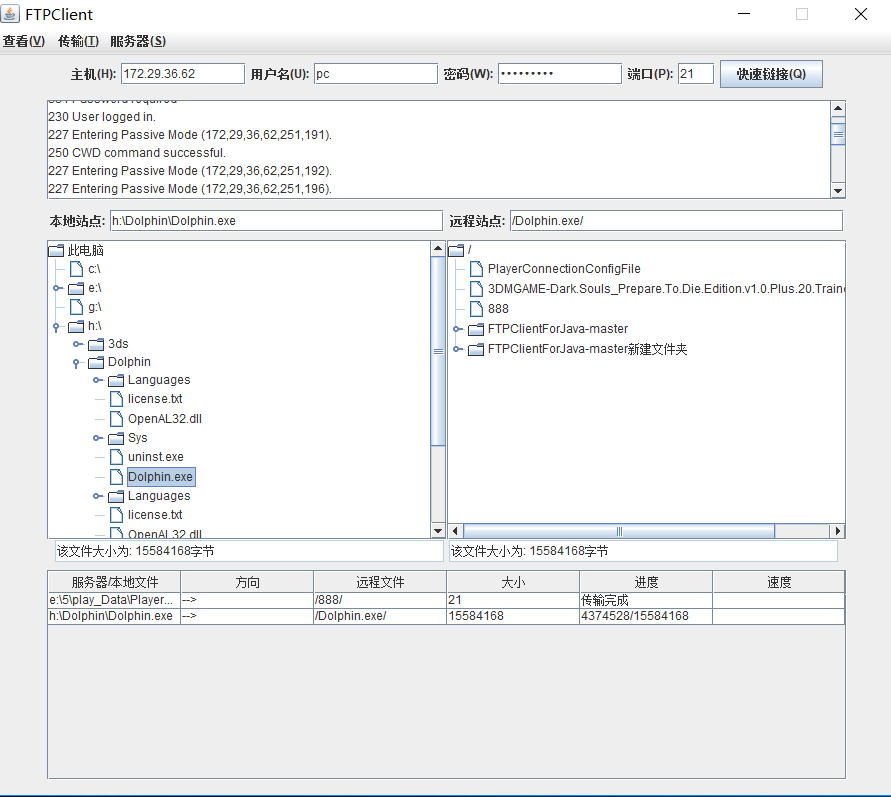 FTPClient
查看(V) 传输(T) 服务器(S)
主机(H): 172.29.36.62 用户名(U): pc 密码(W): ••••••••• 端口(P): 21 快速链接(Q)
230 User logged in.
227 Entering Passive Mode (172,29,36,62,251,191).
250 CWD command successful.
227 Entering Passive Mode (172,29,36,62,251,192).
227 Entering Passive Mode (172,29,36,62,251,196).
本地站点: h:\Dolphin\Dolphin.exe 远程站点: /Dolphin.exe/
此电脑
c:\
e:\
g:\
h:\
3ds
Dolphin
Languages
license.txt
OpenAL32.dll
Sys
uninst.exe
Dolphin.exe
Languages
license.txt
OpenAL32.dll
/
PlayerConnectionConfigFile
3DMGAME-Dark.Souls_Prepare.To.Die.Edition.v1.0.Plus.20.Traine
888
FTPClientForJava-master
FTPClientForJava-master新建文件夹
该文件大小为: 15584168字节 该文件大小为: 15584168字节
服务器/本地文件 方向 远程文件 大小 进度 速度
e:\5\play_Data\Player... --> /888/ 21 传输完成
h:\Dolphin\Dolphin.exe --> /Dolphin.exe/ 15584168 4374528/15584168